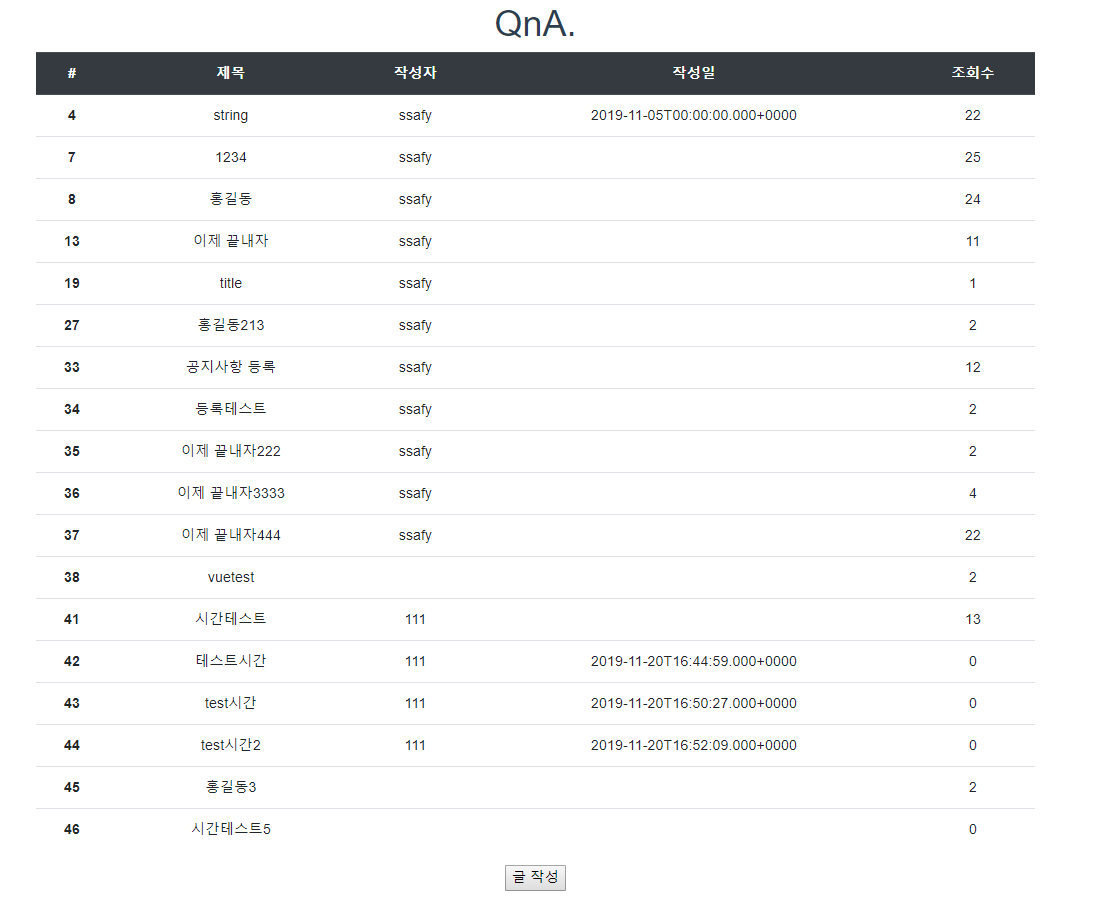 QnA.
# 제목 작성자 작성일 조회수
4 string ssafy 2019-11-05T00:00:00.000+0000 22
7 1234 ssafy 25
8 홍길동 ssafy 24
13 이제 끝내자 ssafy 11
19 title ssafy 1
27 홍길동213 ssafy 2
33 공지사항 등록 ssafy 12
34 등록테스트 ssafy 2
35 이제 끝내자222 ssafy 2
36 이제 끝내자3333 ssafy 4
37 이제 끝내자444 ssafy 22
38 vuetest 2
41 시간테스트 111 13
42 테스트시간 111 2019-11-20T16:44:59.000+0000 0
43 test시간 111 2019-11-20T16:50:27.000+0000 0
44 test시간2 111 2019-11-20T16:52:09.000+0000 0
45 홍길동3 2
46 시간테스트5 0
글 작성